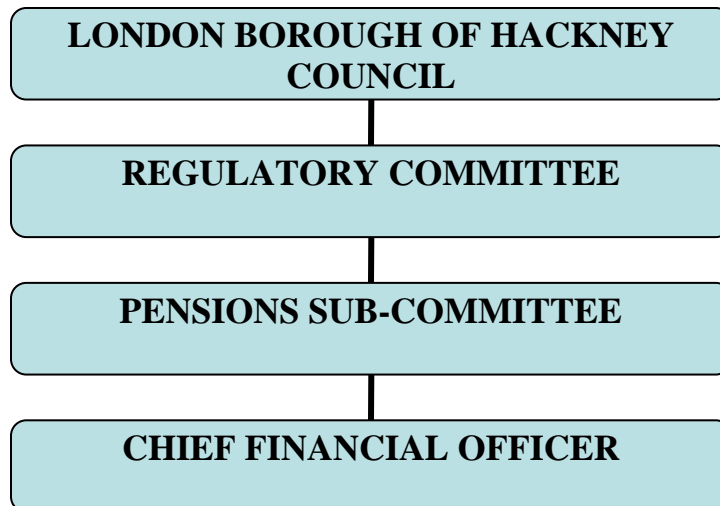 LONDON BOROUGH OF HACKNEY
COUNCIL
REGULATORY COMMITTEE
PENSIONS SUB-COMMITTEE
CHIEF FINANCIAL OFFICER